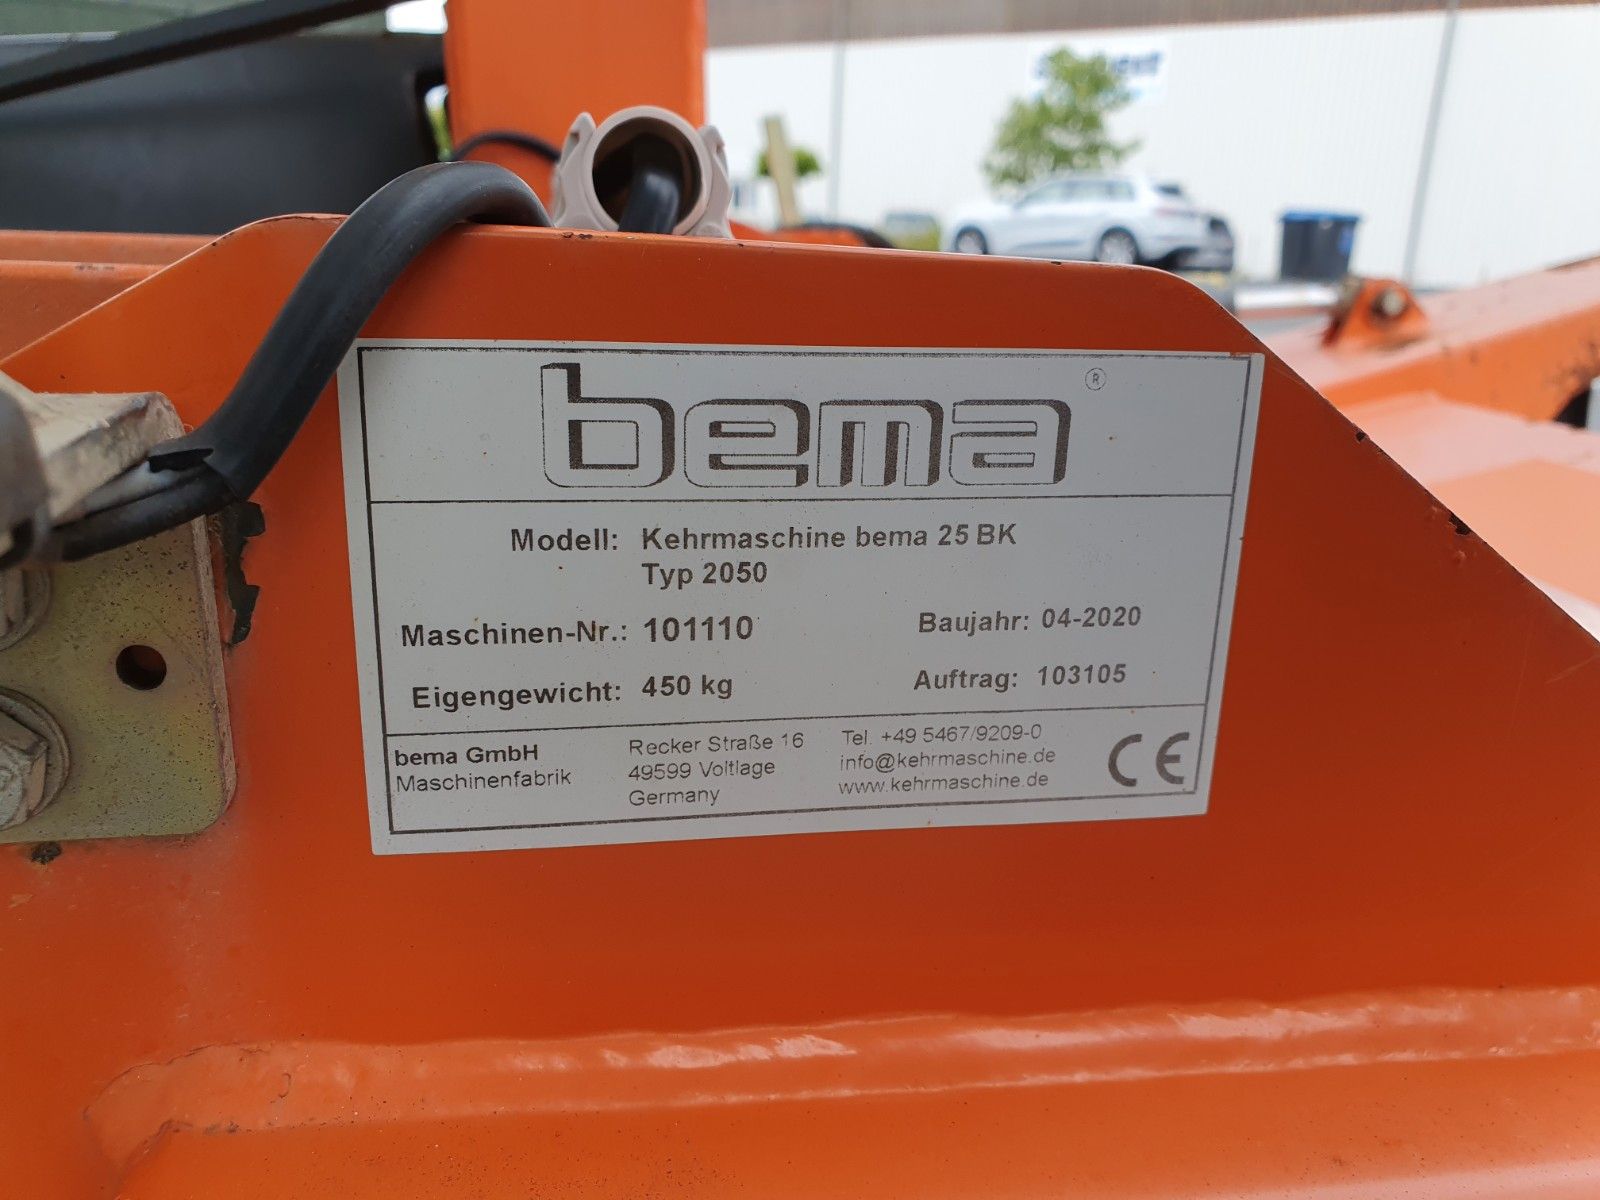 bema ®
Modell: Kehrmaschine bema 25 BK
Typ 2050
Maschinen-Nr.: 101110 Baujahr: 04-2020
Eigengewicht: 450 kg Auftrag: 103105
bema GmbH
Maschinenfabrik
Recker Straße 16
49599 Voltlage
Germany
Tel. +49 5467/9209-0
info@kehrmaschine.de
www.kehrmaschine.de
CE